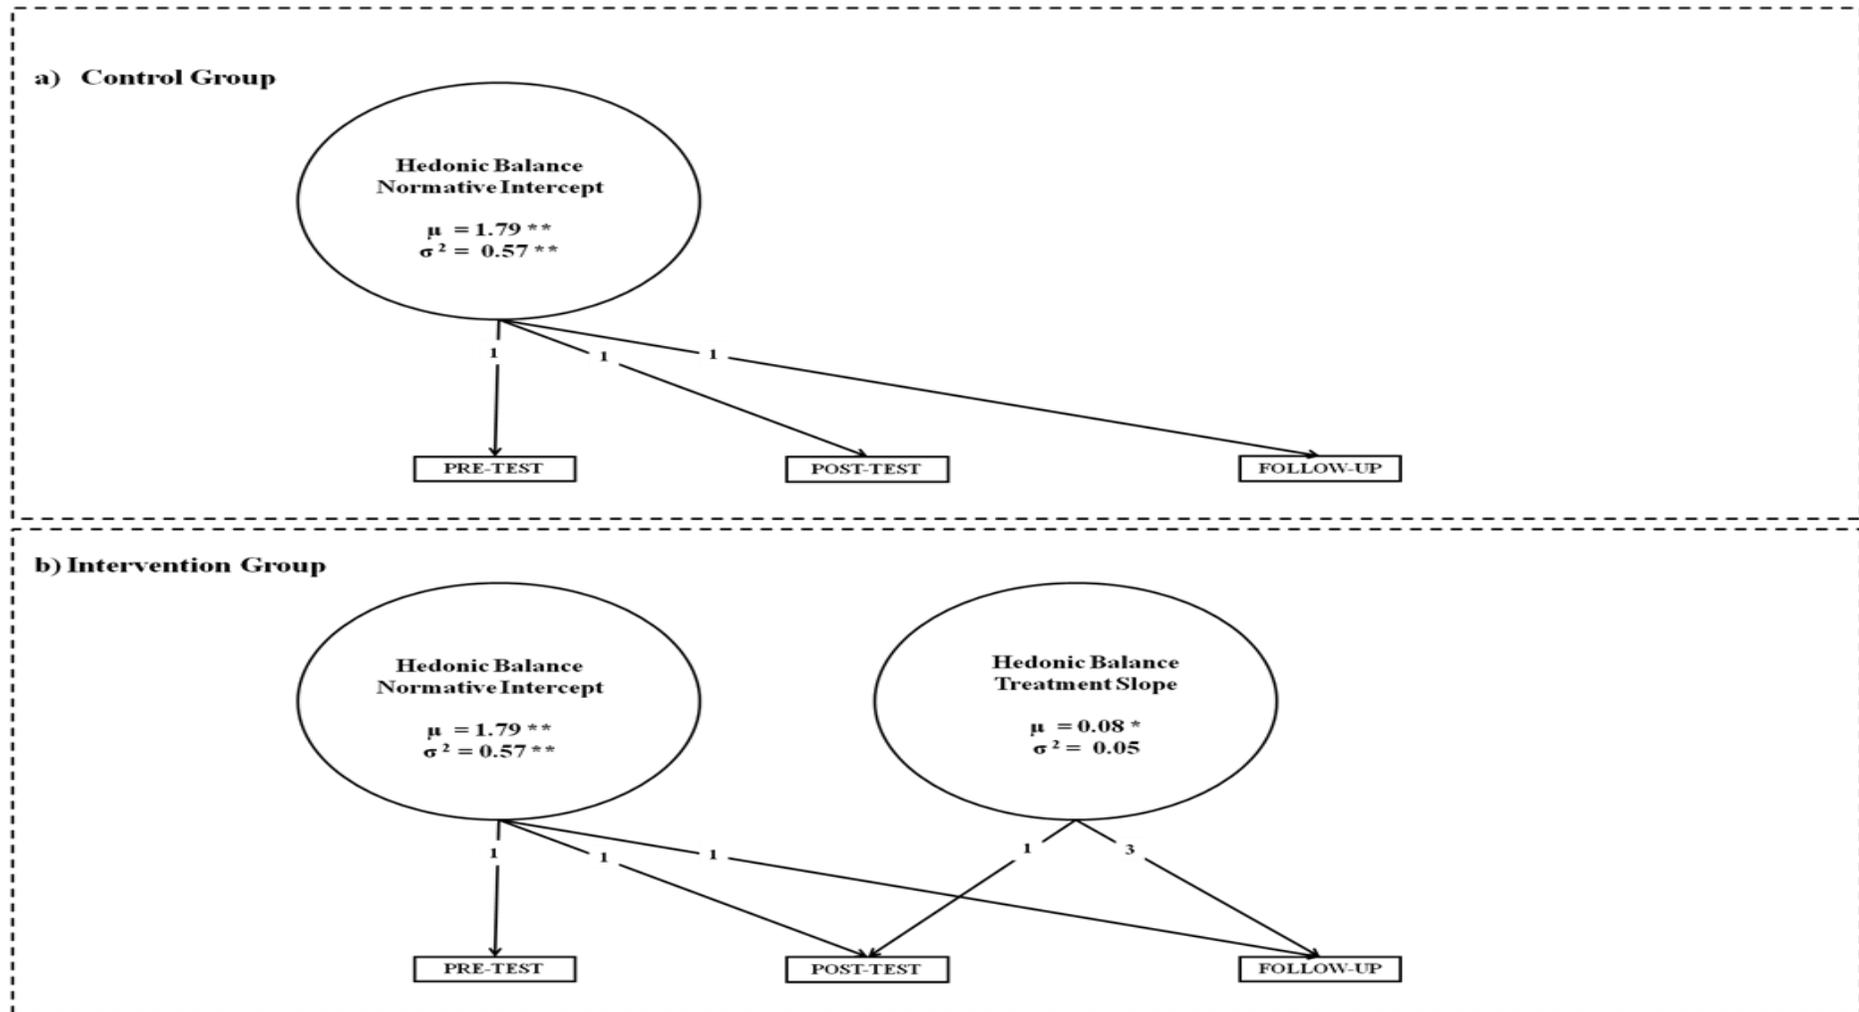 a) Control Group
Hedonic Balance
Normative Intercept
μ = 1.79 **
σ² = 0.57 **
1
1
1
PRE-TEST
POST-TEST
FOLLOW-UP
b) Intervention Group
Hedonic Balance
Normative Intercept
μ = 1.79 **
σ² = 0.57 **
Hedonic Balance
Treatment Slope
μ = 0.08 *
σ² = 0.05
1
1
1
1
3
PRE-TEST
POST-TEST
FOLLOW-UP